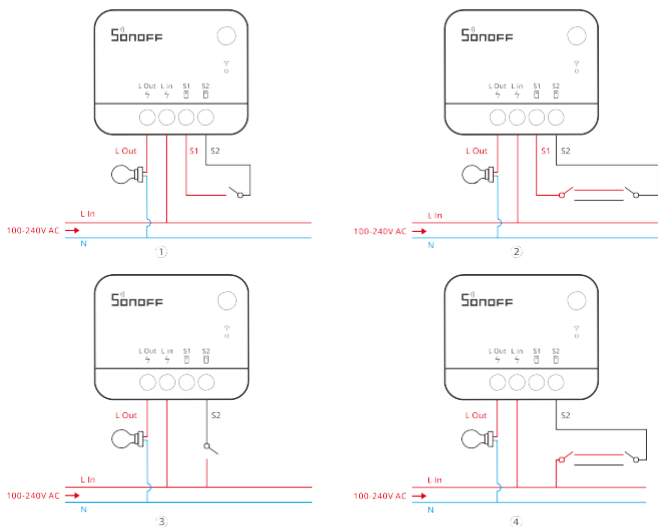 SONOFF
L Out L in S1 S2
L Out S1 S2
L In
100-240V AC
N
①
SONOFF
L Out L in S1 S2
L Out S1 S2
L In
100-240V AC
N
②
SONOFF
L Out L in S1 S2
L Out S2
L In
100-240V AC
N
③
SONOFF
L Out L in S1 S2
L Out S2
L In
100-240V AC
N
④